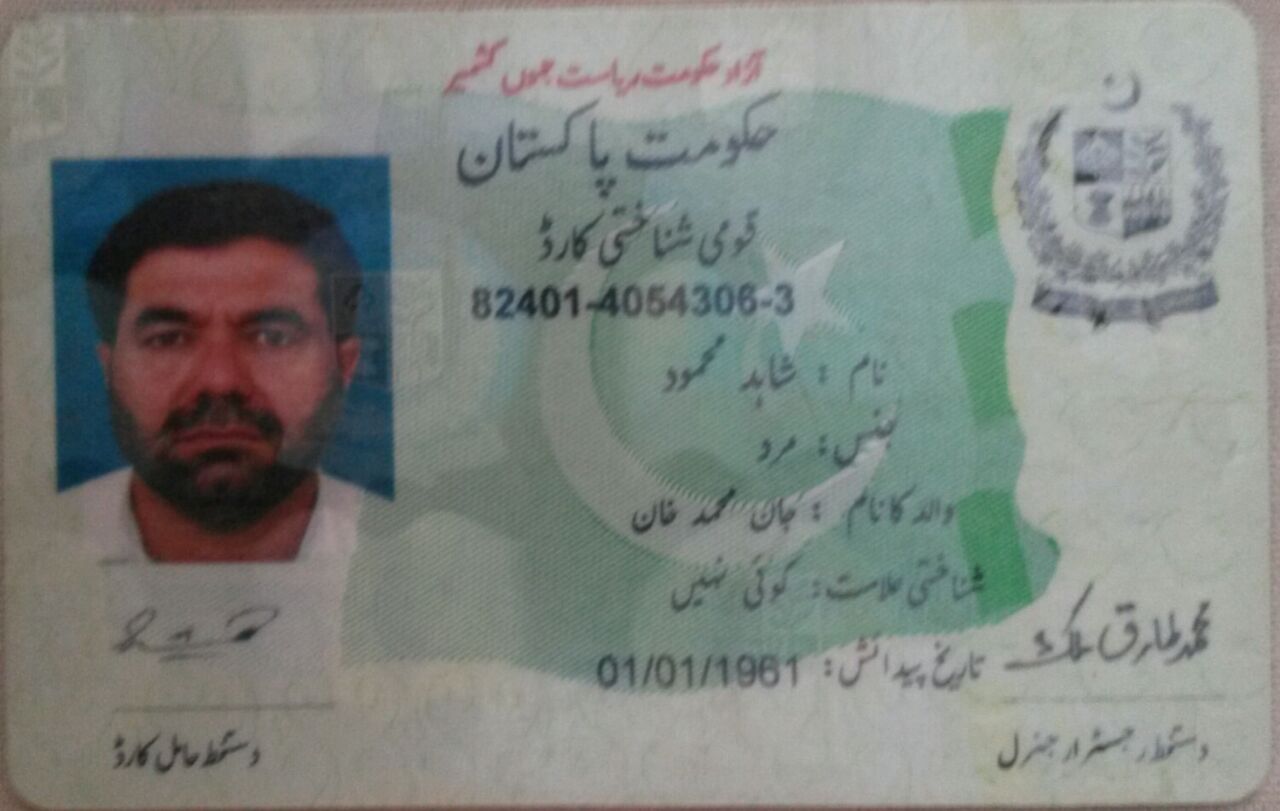 آزاد حکومت ریاست جموں کشمیر
حکومت پاکستان
قومی شناختی کارڈ
82401-4054306-3
نام : شاہد محمود
جنس: مرد
والد کا نام : جان محمد خان
شناختی علامت: کوئی نہیں
تاریخ پیدائش: 01/01/1961
محمد طارق ملک
دستخط رجسٹرار جنرل
دستخط حامل کارڈ